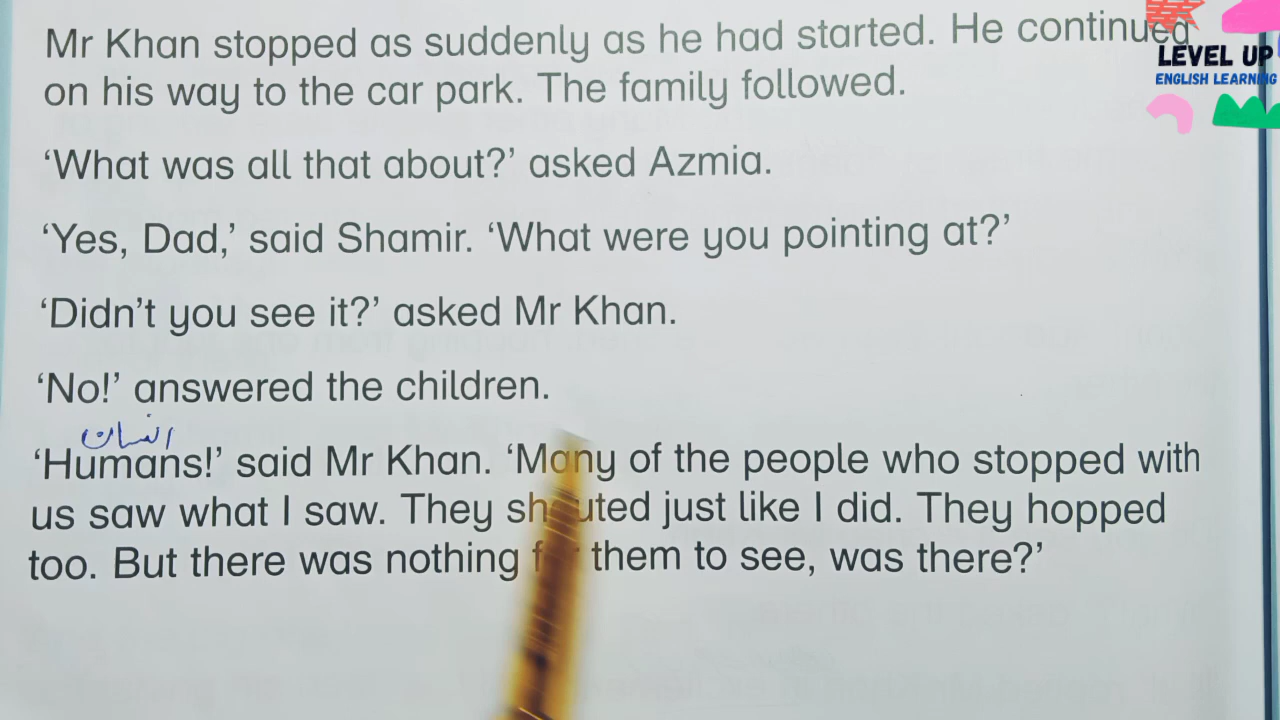 Mr Khan stopped as suddenly as he had started. He continued
on his way to the car park. The family followed.
‘What was all that about?’ asked Azmia.
‘Yes, Dad,’ said Shamir. ‘What were you pointing at?’
‘Didn’t you see it?’ asked Mr Khan.
‘No!’ answered the children.
انسان
‘Humans!’ said Mr Khan. ‘Many of the people who stopped with
us saw what I saw. They shouted just like I did. They hopped
too. But there was nothing for them to see, was there?’
LEVEL UP
ENGLISH LEARNING